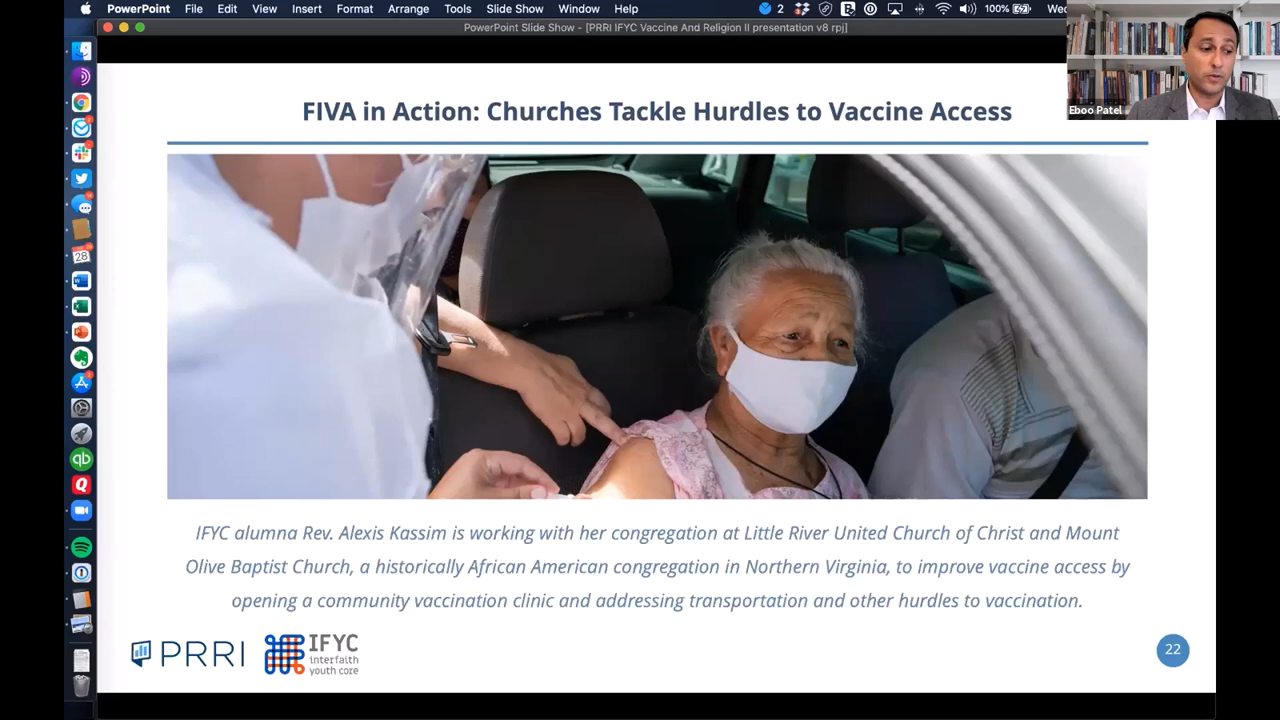 PowerPoint File Edit View Insert Format Arrange Tools Slide Show Window Help 2 100% Wed
PowerPoint Slide Show - [PRRI IFYC Vaccine And Religion II presentation v8 rpj]
Eboo Patel
FIVA in Action: Churches Tackle Hurdles to Vaccine Access
28
qb
IFYC alumna Rev. Alexis Kassim is working with her congregation at Little River United Church of Christ and Mount
Olive Baptist Church, a historically African American congregation in Northern Virginia, to improve vaccine access by
opening a community vaccination clinic and addressing transportation and other hurdles to vaccination.
PRRI
IFYC
interfaith
youth core
22